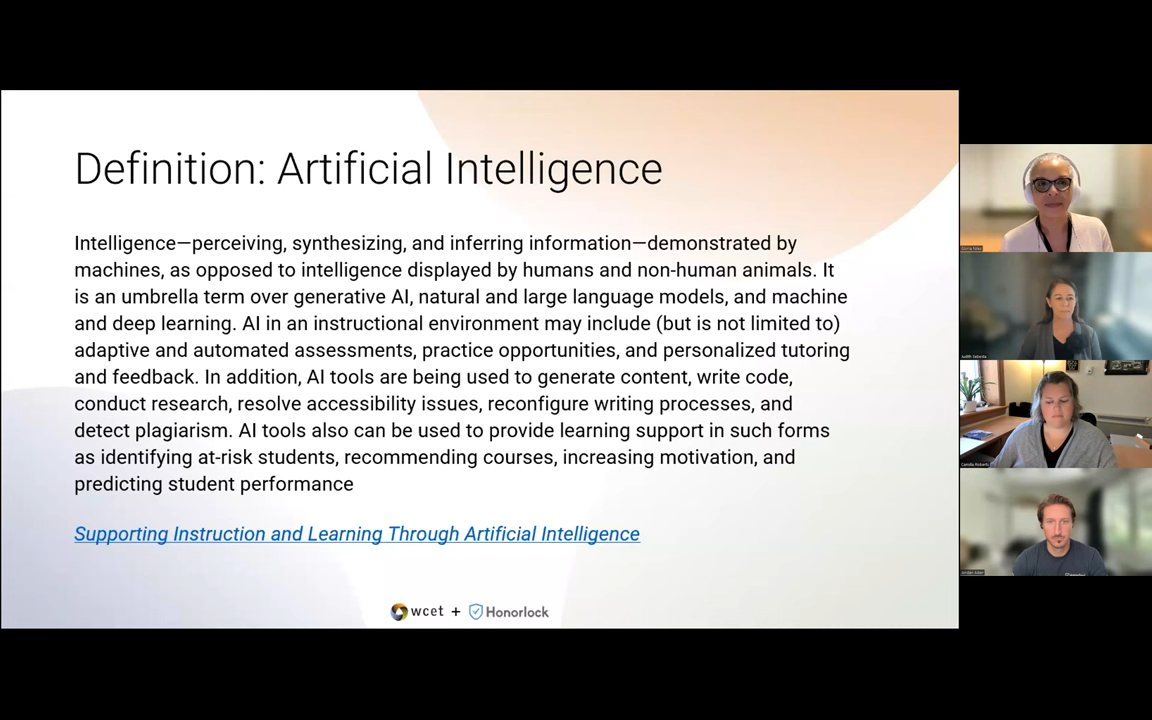 Definition: Artificial Intelligence
Intelligence—perceiving, synthesizing, and inferring information—demonstrated by
machines, as opposed to intelligence displayed by humans and non-human animals. It
is an umbrella term over generative AI, natural and large language models, and machine
and deep learning. AI in an instructional environment may include (but is not limited to)
adaptive and automated assessments, practice opportunities, and personalized tutoring
and feedback. In addition, AI tools are being used to generate content, write code,
conduct research, resolve accessibility issues, reconfigure writing processes, and
detect plagiarism. AI tools also can be used to provide learning support in such forms
as identifying at-risk students, recommending courses, increasing motivation, and
predicting student performance
Supporting Instruction and Learning Through Artificial Intelligence
wcet + Honorlock
Judith Sebesta
Camilla Roberts
Jordan Adair